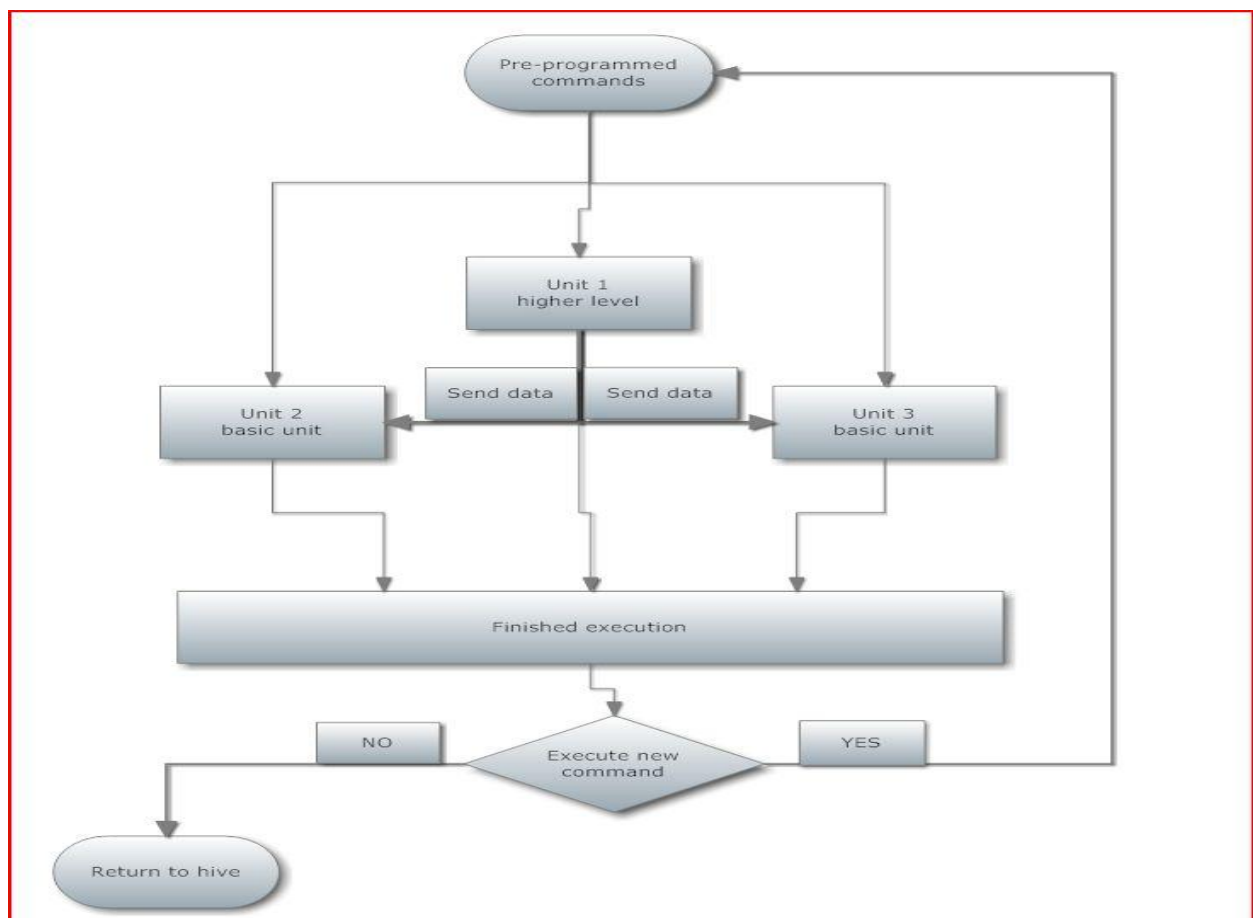 Pre-programmed
commands
Unit 1
higher level
Send data
Send data
Unit 2
basic unit
Unit 3
basic unit
Finished execution
NO
YES
Execute new
command
Return to hive